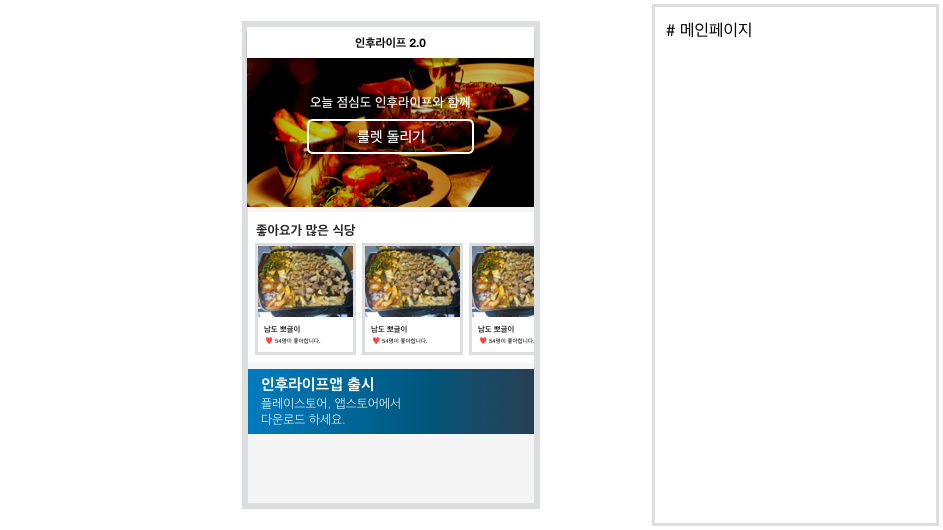 인후라이프 2.0
오늘 점심도 인후라이프와 함께
룰렛 돌리기
좋아요가 많은 식당
남도 뽀글이
54명이 좋아합니다.
남도 뽀글이
54명이 좋아합니다.
남도 뽀글이
54명이 좋아합니다.
인후라이프앱 출시
플레이스토어, 앱스토어에서
다운로드 하세요.
# 메인페이지